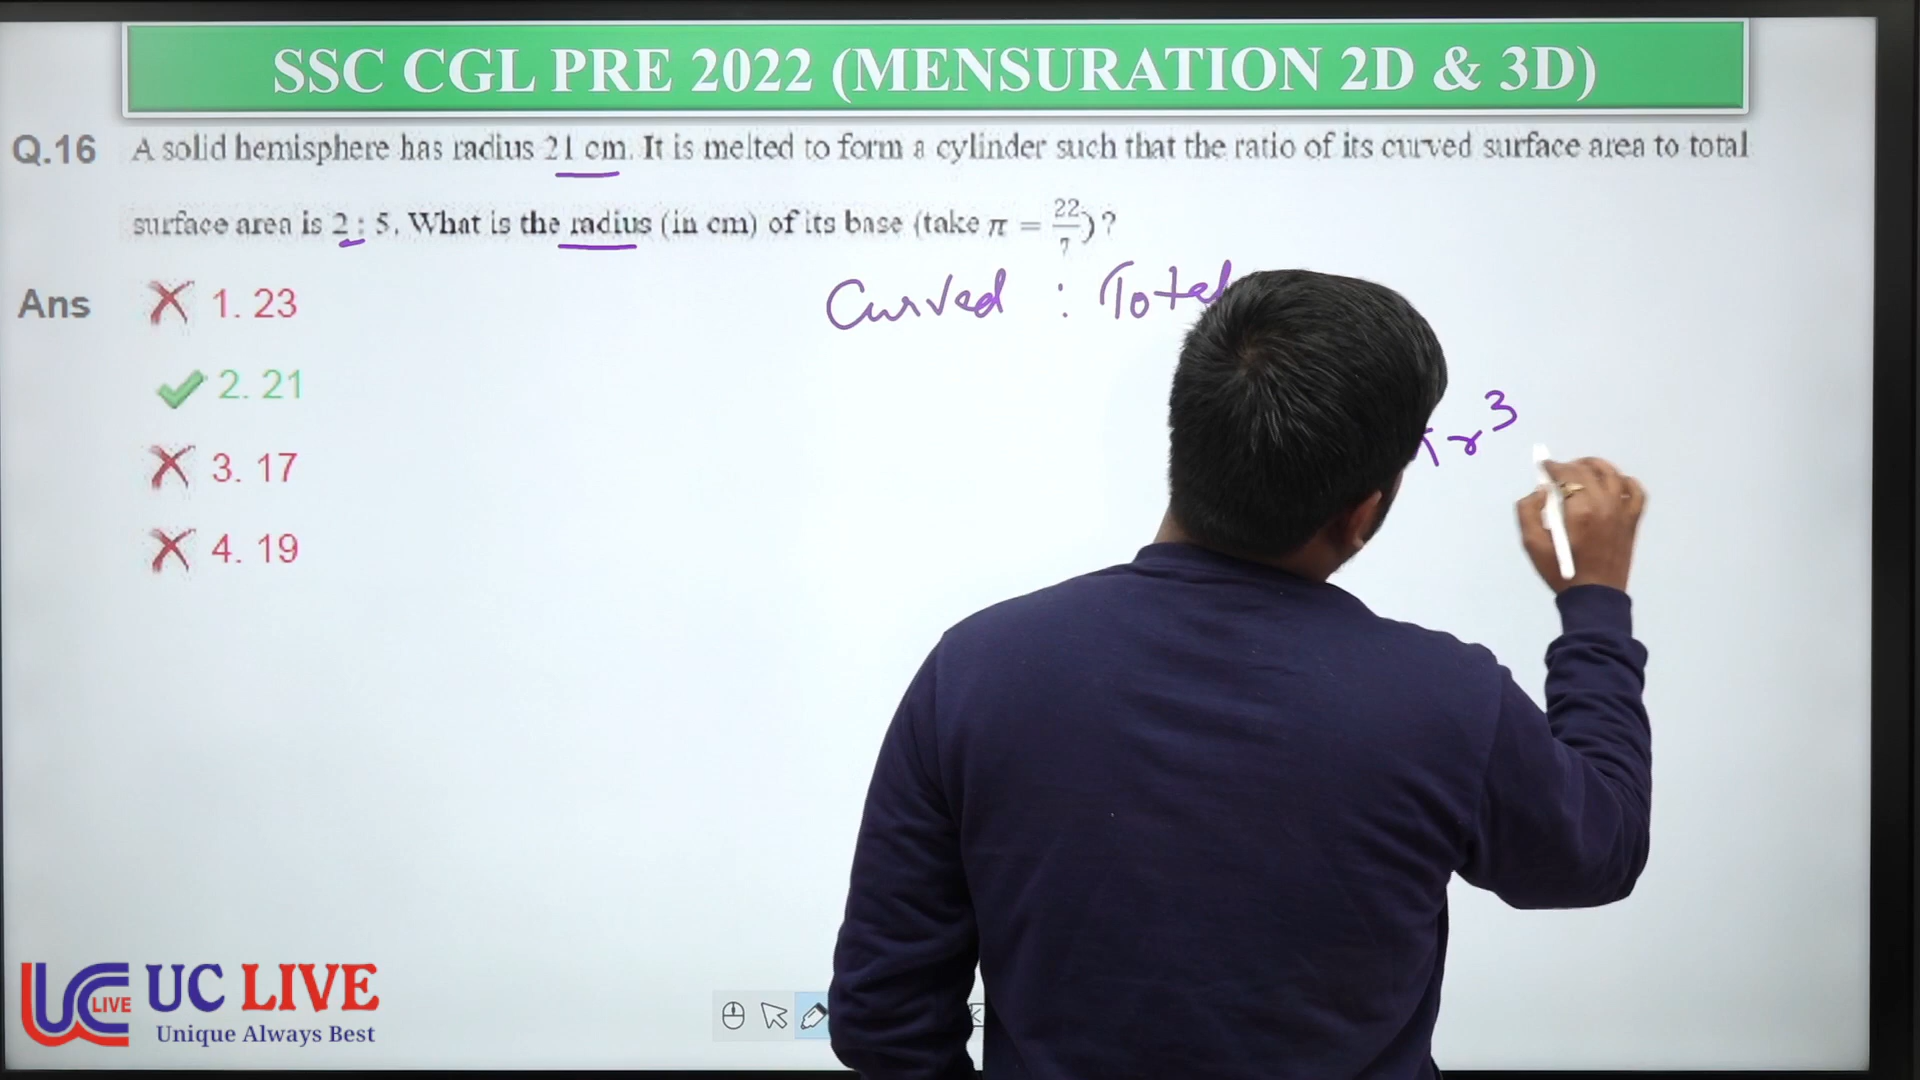 SSC CGL PRE 2022 (MENSURATION 2D & 3D)
Q.16 A solid hemisphere has radius 21 cm. It is melted to form a cylinder such that the ratio of its curved surface area to total
surface area is 2 : 5. What is the radius (in cm) of its base (take π = 22/7)?
Curved : Total
Ans 1. 23
2. 21
r³
3. 17
4. 19
LIVE UC LIVE
Unique Always Best